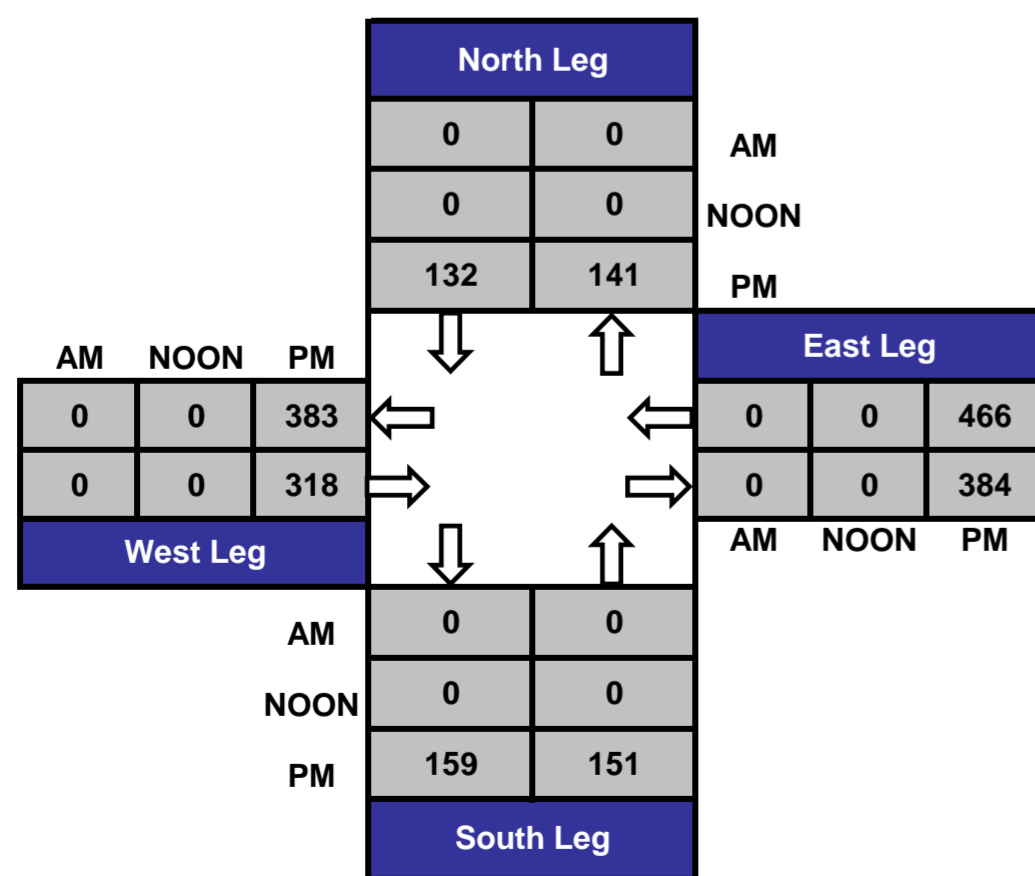 North Leg
0 0 AM
0 0 NOON
132 141 PM
East Leg
AM NOON PM
0 0 383
0 0 466
0 0 318
0 0 384
West Leg
AM NOON PM
AM 0 0
NOON 0 0
PM 159 151
South Leg